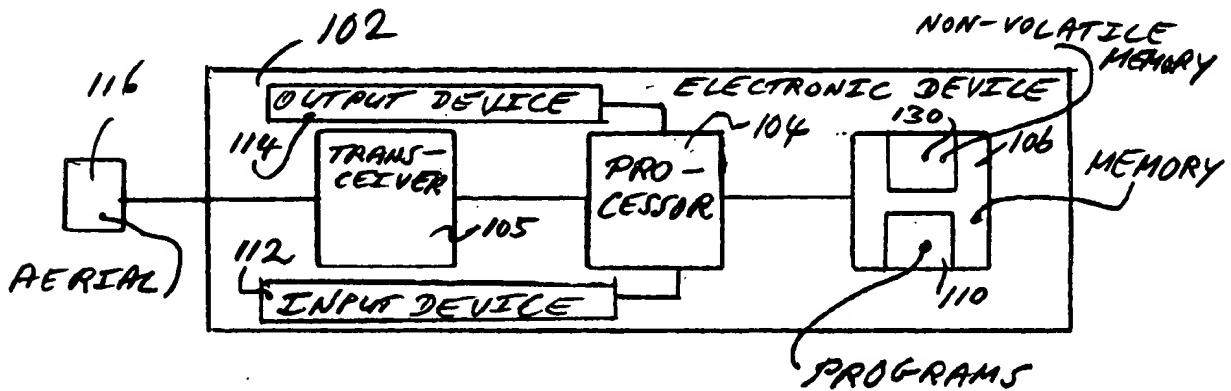 NON-VOLATILE
MEMORY
102
116
OUTPUT DEVICE
ELECTRONIC DEVICE
114
104
130
106
TRANS-
CEIVER
PRO-
CESSOR
MEMORY
105
112
AERIAL
INPUT DEVICE
110
PROGRAMS